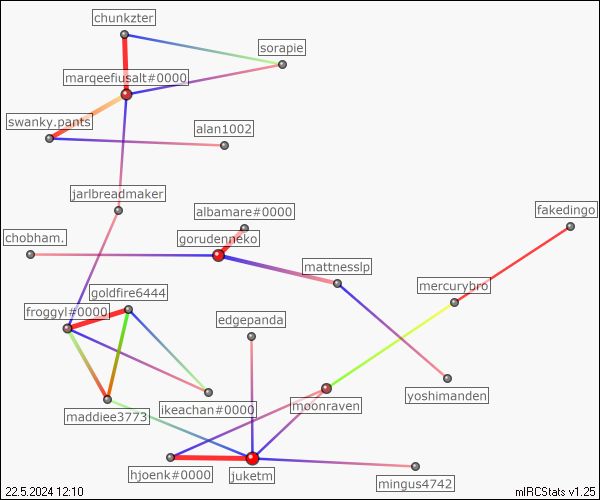 chunkzter
sorapie
marqeefiusalt#0000
swanky.pants
alan1002
jarlbreadmaker
albamare#0000
fakedingo
chobham.
gorudenneko
mattnesslp
mercurybro
goldfire6444
froggyl#0000
edgepanda
yoshimanden
ikeachan#0000
moonraven
maddiee3773
hjoenk#0000
juketm
mingus4742
22.5.2024 12:10
mIRCStats v1.25